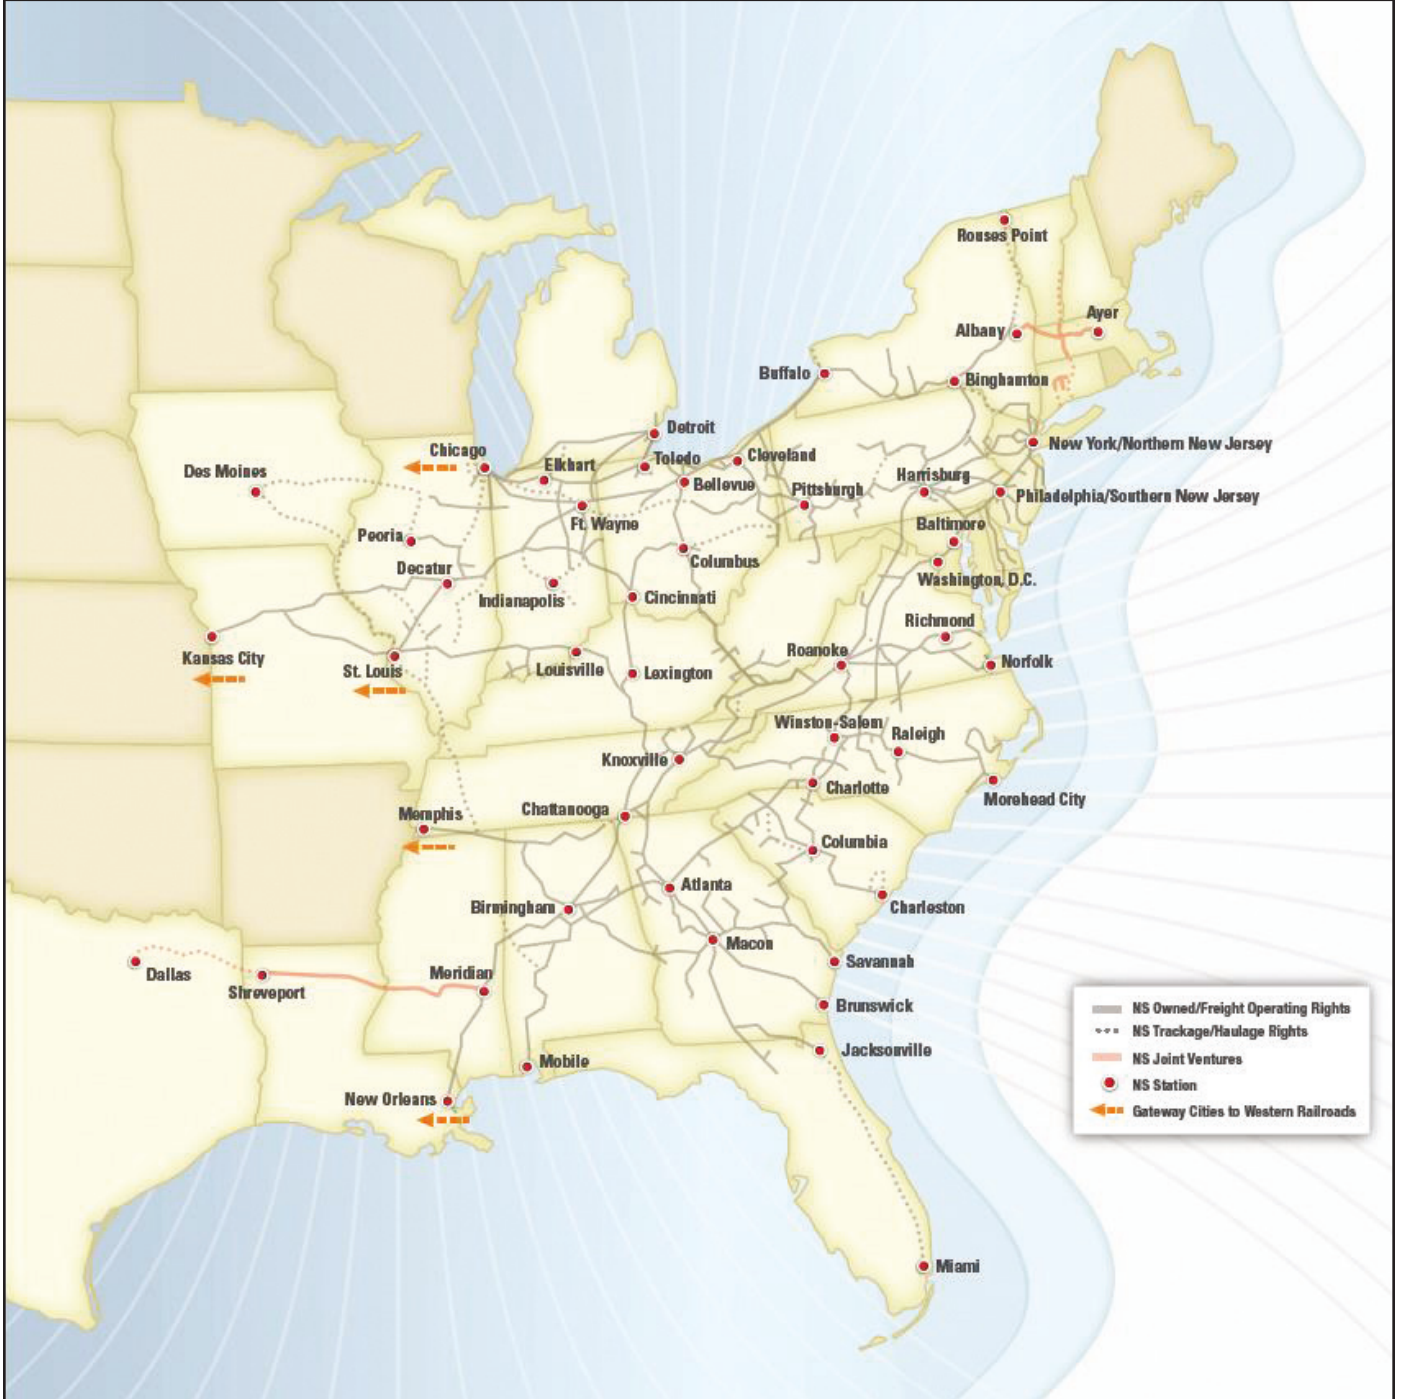 Rouses Point
Ayer
Albany
Buffalo
Binghamton
Detroit
New York/Northern New Jersey
Chicago
Cleveland
Toledo
Elkhart
Des Moines
Harrisburg
Bellevue
Pittsburgh
Philadelphia/Southern New Jersey
Ft. Wayne
Baltimore
Peoria
Columbus
Decatur
Washington, D.C.
Indianapolis
Cincinnati
Richmond
Roanoke
Kansas City
Norfolk
St. Louis
Louisville
Lexington
Winston-Salem
Raleigh
Knoxville
Charlotte
Morehead City
Chattanooga
Memphis
Columbia
Atlanta
Birmingham
Charleston
Macon
Savannah
Dallas
Meridian
Shreveport
Brunswick
Jacksonville
Mobile
New Orleans
Miami
NS Owned/Freight Operating Rights
NS Trackage/Haulage Rights
NS Joint Ventures
NS Station
Gateway Cities to Western Railroads